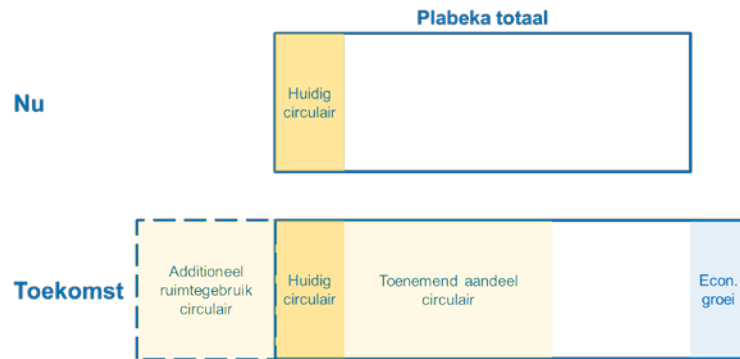 Plabeka totaal
Nu
Huidig
circulair
Toekomst
Additioneel
ruimtegebruik
circulair
Huidig
circulair
Toenemend aandeel
circulair
Econ.
groei